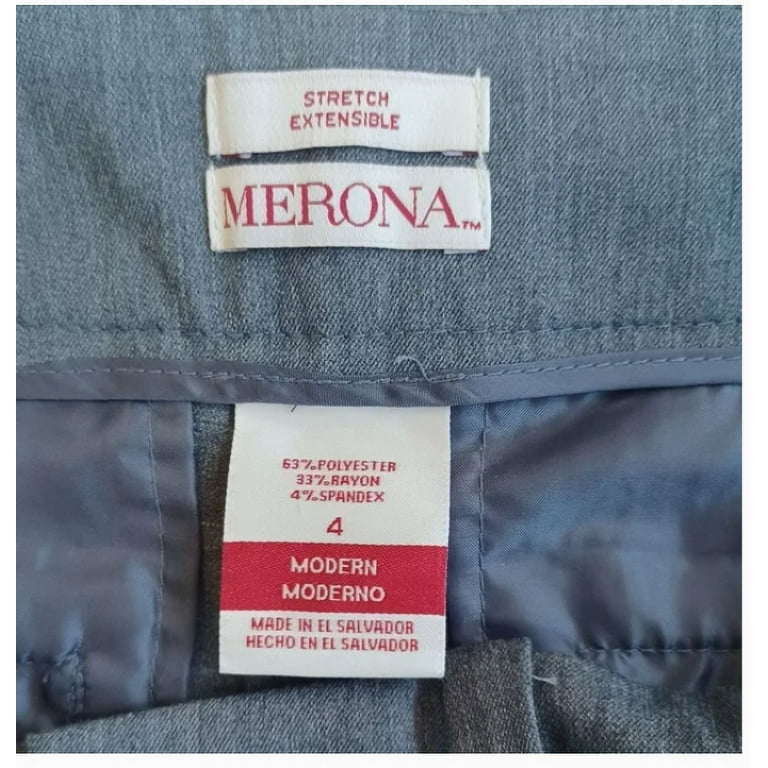 STRETCH
EXTENSIBLE
MERONA™
63%POLYESTER
33%RAYON
4%SPANDEX
4
MODERN
MODERNO
MADE IN EL SALVADOR
HECHO EN EL SALVADOR